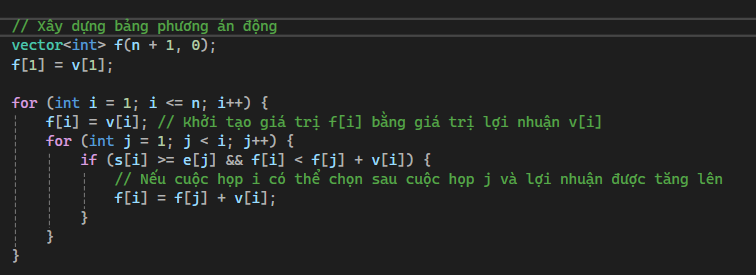 // Xây dựng bảng phương án động
vector<int> f(n + 1, 0);
f[1] = v[1];
for (int i = 1; i <= n; i++) {
f[i] = v[i]; // Khởi tạo giá trị f[i] bằng giá trị lợi nhuận v[i]
for (int j = 1; j < i; j++) {
if (s[i] >= e[j] && f[i] < f[j] + v[i]) {
// Nếu cuộc họp i có thể chọn sau cuộc họp j và lợi nhuận được tăng lên
f[i] = f[j] + v[i];
}
}
}